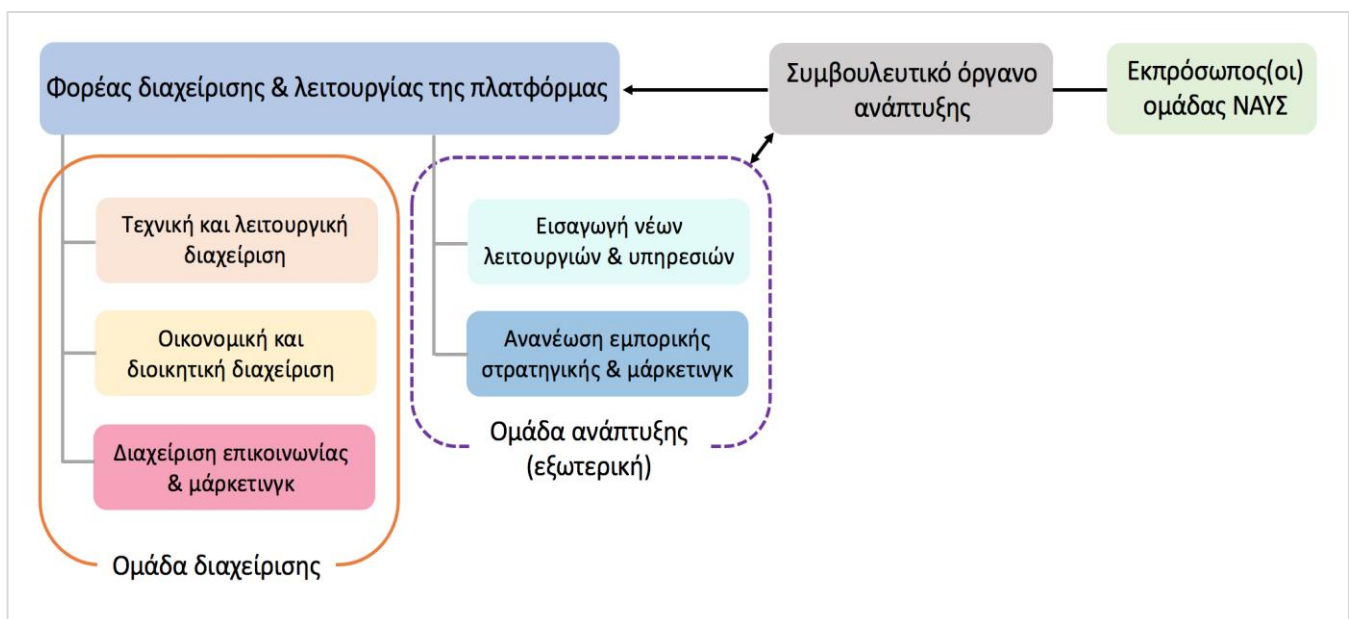 Φορέας διαχείρισης & λειτουργίας της πλατφόρμας
Συμβουλευτικό όργανο
ανάπτυξης
Εκπρόσωπος(οι)
ομάδας ΝΑΥΣ
Τεχνική και λειτουργική
διαχείριση
Οικονομική και
διοικητική διαχείριση
Διαχείριση επικοινωνίας
& μάρκετινγκ
Ομάδα διαχείρισης
Εισαγωγή νέων
λειτουργιών & υπηρεσιών
Ανανέωση εμπορικής
στρατηγικής & μάρκετινγκ
Ομάδα ανάπτυξης
(εξωτερική)